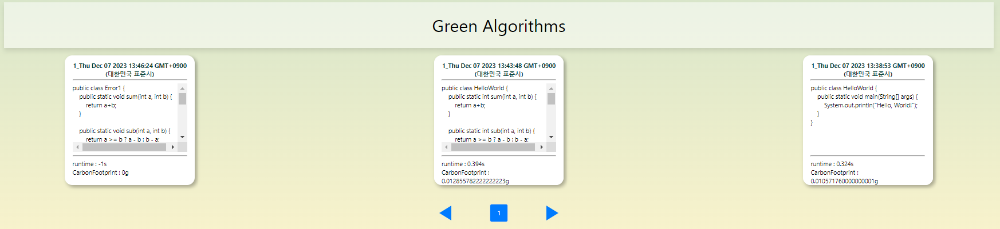 Green Algorithms
1_Thu Dec 07 2023 13:46:24 GMT+0900
(대한민국 표준시)
public class Error1 {
public static void sum(int a, int b) {
return a+b;
}
public static void sub(int a, int b) {
return a >= b ? a - b : b - a;
runtime : -1s
CarbonFootprint : 0g
1_Thu Dec 07 2023 13:43:48 GMT+0900
(대한민국 표준시)
public class HelloWorld {
public static int sum(int a, int b) {
return a+b;
}
public static int sub(int a, int b) {
return a >= b ? a - b : b - a;
runtime : 0.394s
CarbonFootprint :
0.012855782222222223g
1_Thu Dec 07 2023 13:38:53 GMT+0900
(대한민국 표준시)
public class HelloWorld {
public static void main(String[] args) {
System.out.println("Hello, World!");
}
}
runtime : 0.324s
CarbonFootprint :
0.010571760000000001g
1